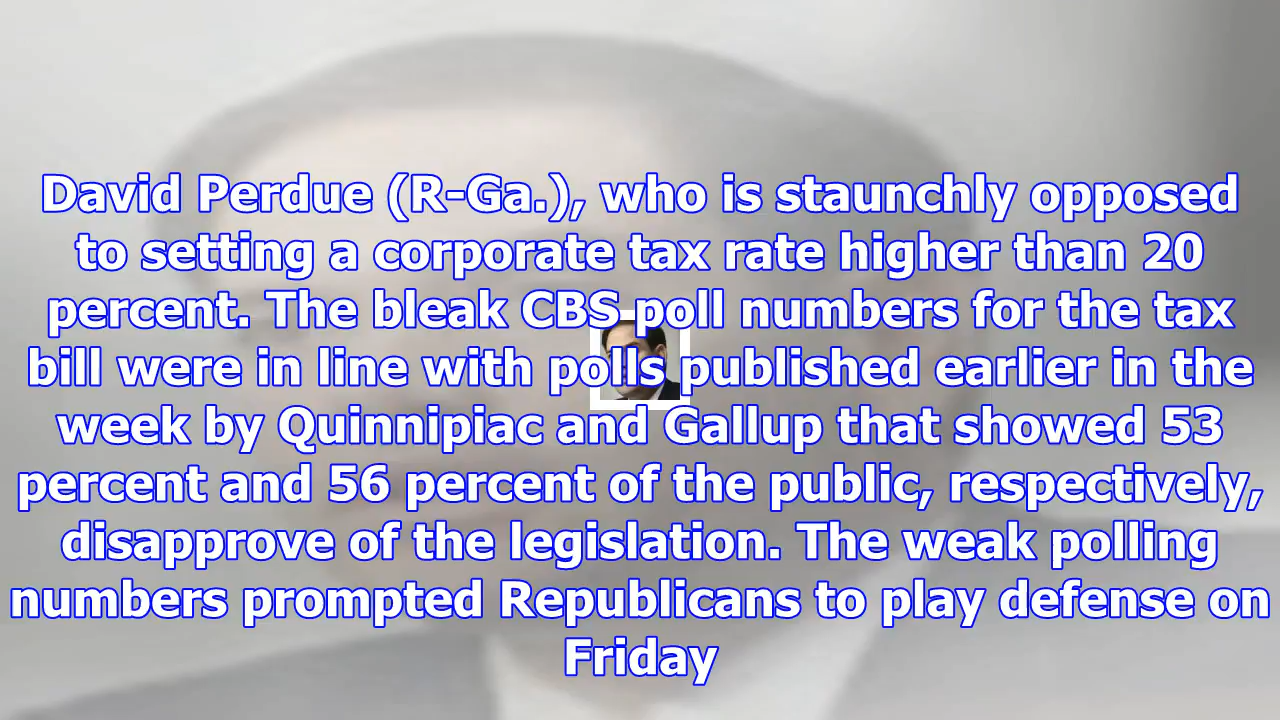 David Perdue (R-Ga.), who is staunchly opposed
to setting a corporate tax rate higher than 20
percent. The bleak CBS poll numbers for the tax
bill were in line with polls published earlier in the
week by Quinnipiac and Gallup that showed 53
percent and 56 percent of the public, respectively,
disapprove of the legislation. The weak polling
numbers prompted Republicans to play defense on
Friday